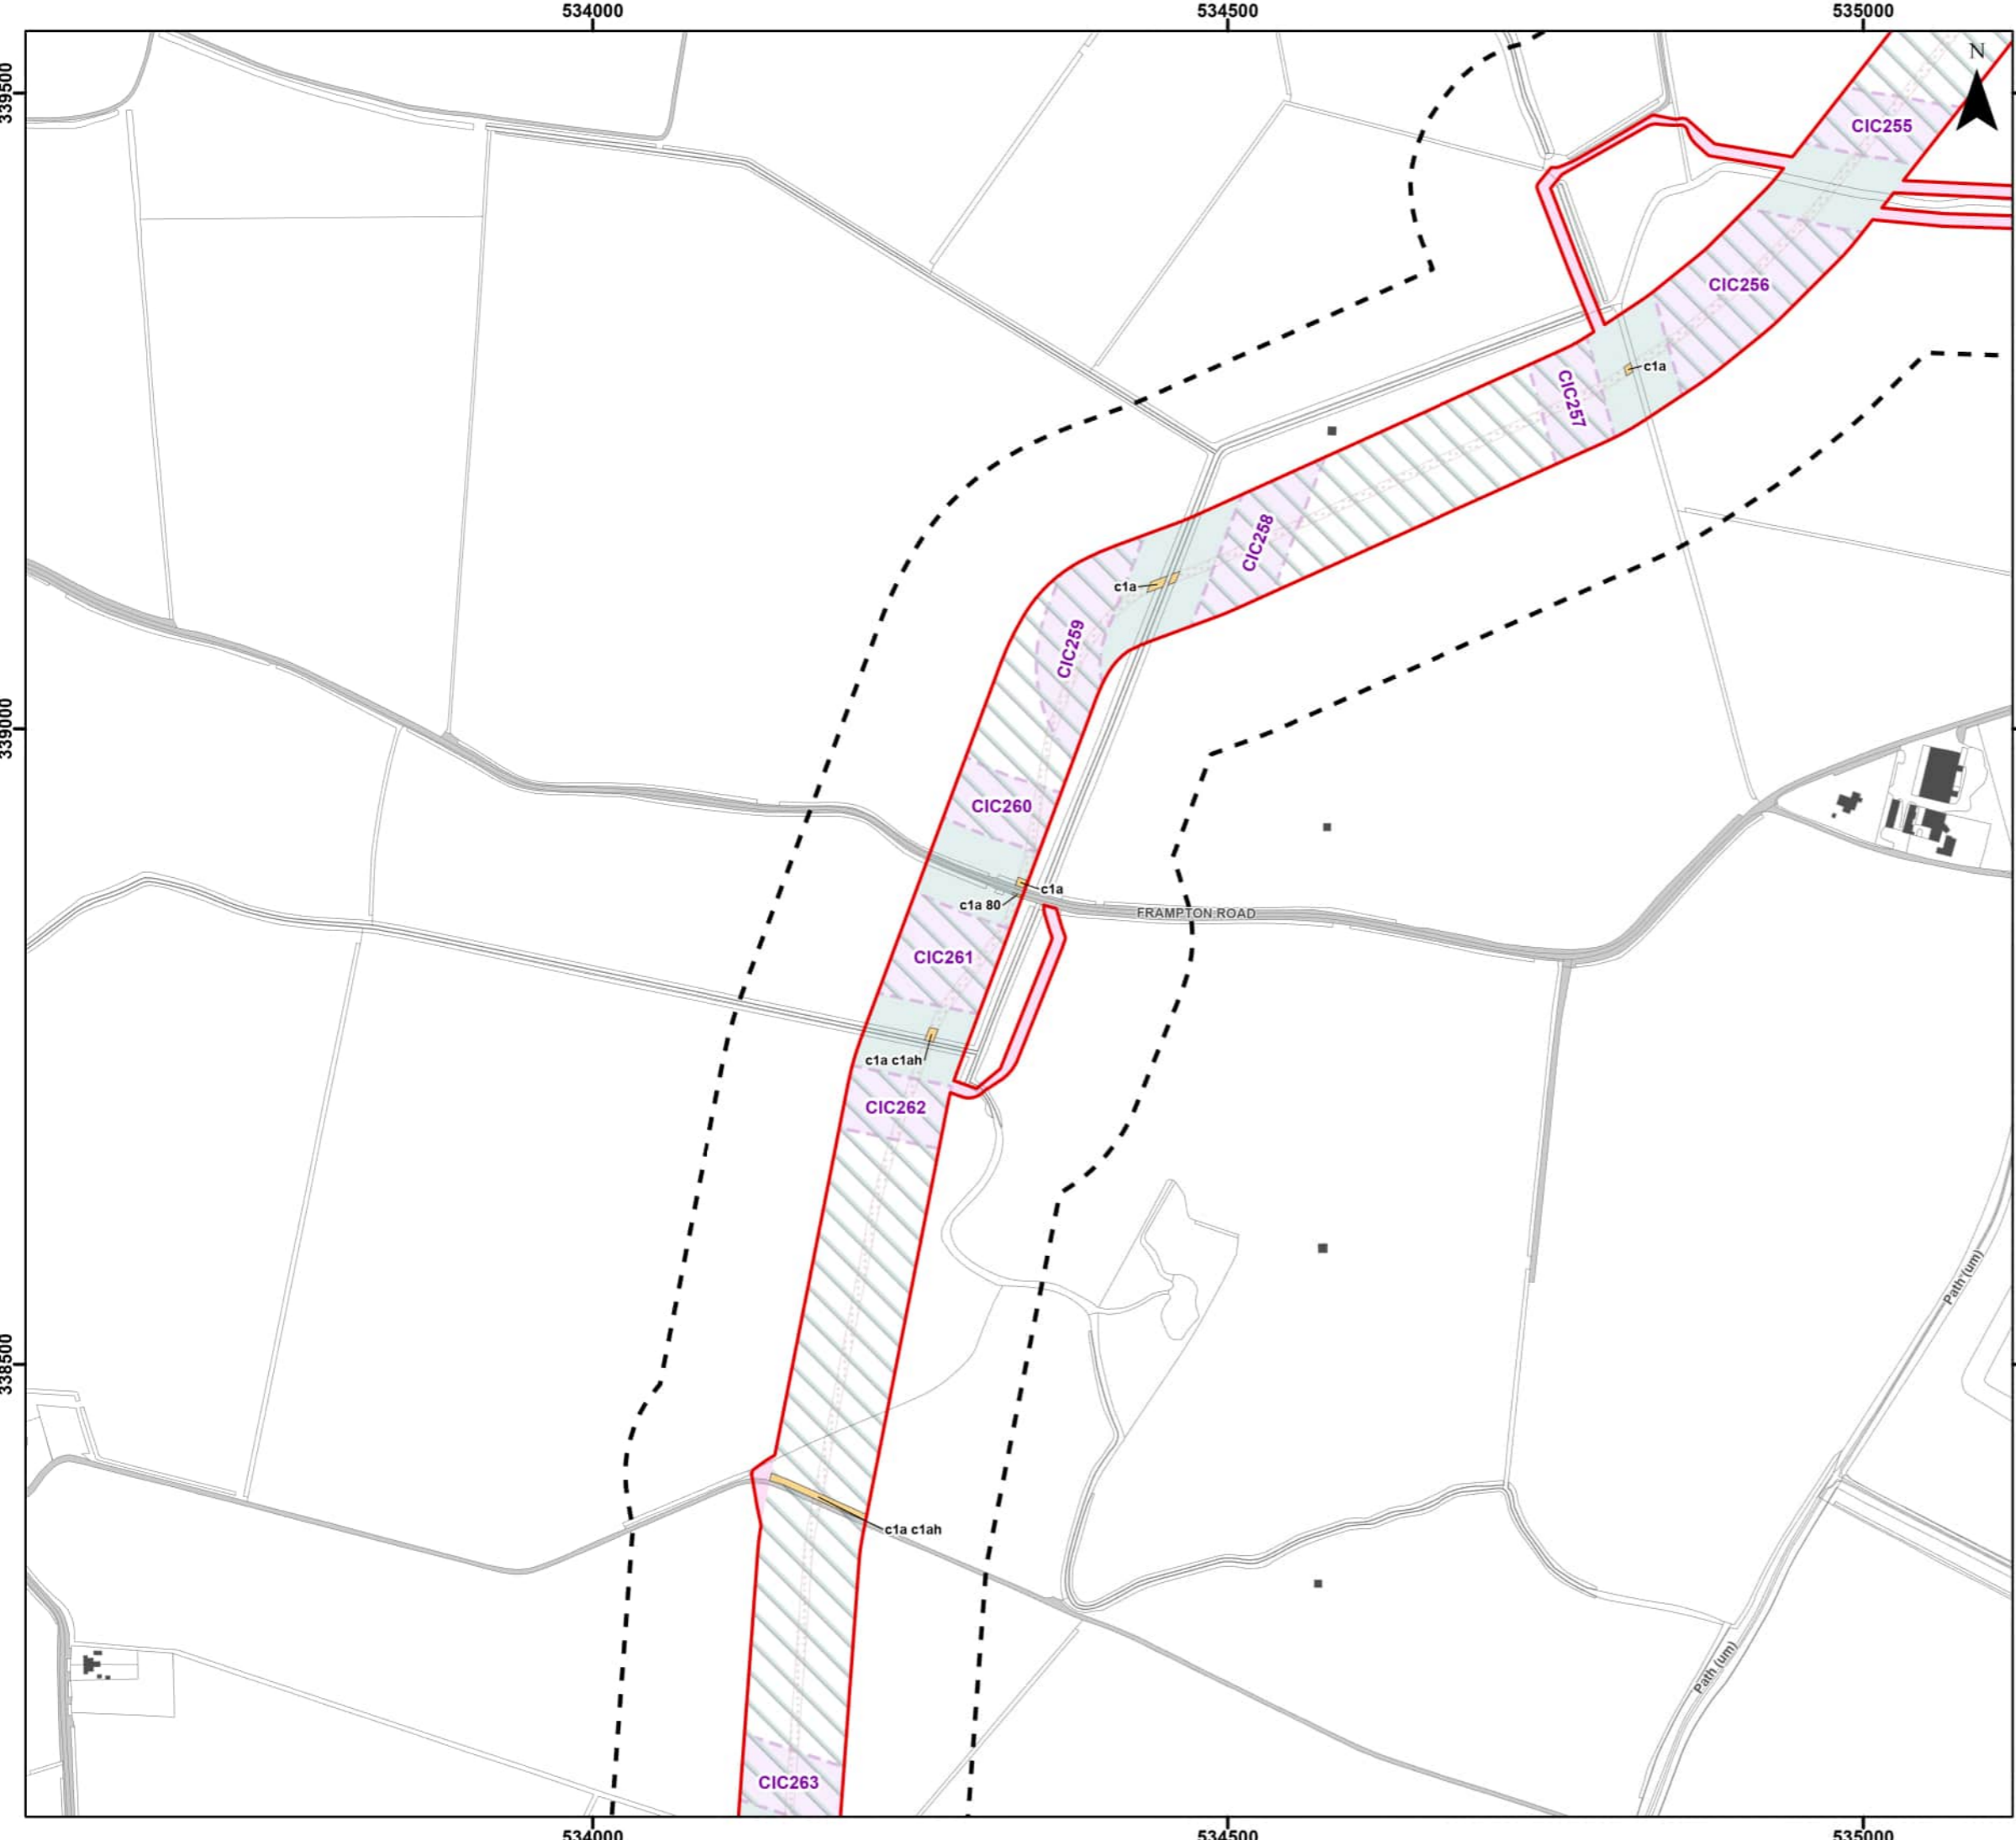 534000
534500
535000
339500
N
CIC255
CIC256
c1a
CIC257
CIC258
c1a
CIC259
339000
CIC260
c1a
c1a 80
FRAMPTON ROAD
CIC261
c1a c1ah
CIC262
Path (um)
338500
c1a c1ah
Path (um)
CIC263
534000
534500
535000